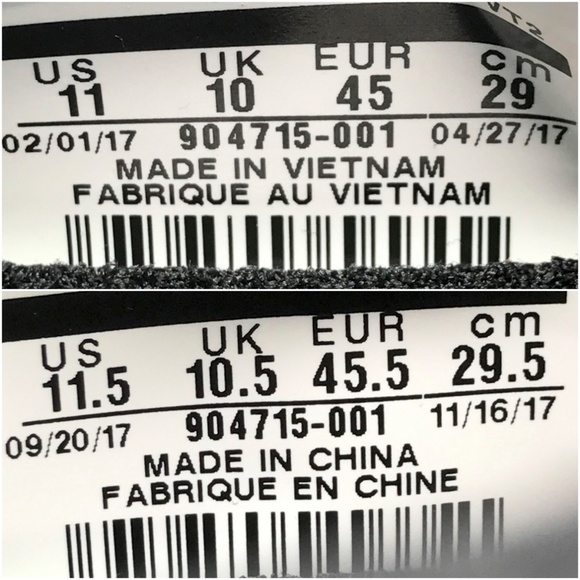 VT2
US UK EUR cm
11 10 45 29
02/01/17 904715-001 04/27/17
MADE IN VIETNAM
FABRIQUE AU VIETNAM
US UK EUR cm
11.5 10.5 45.5 29.5
09/20/17 904715-001 11/16/17
MADE IN CHINA
FABRIQUE EN CHINE